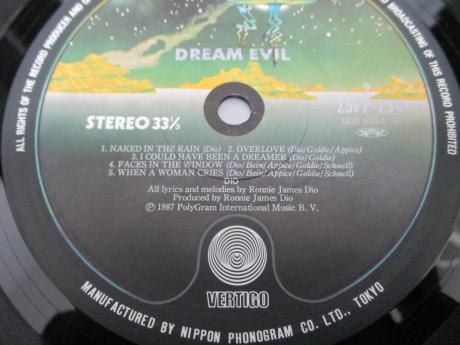 DREAM EVIL
STEREO 33⅓
2
1. NAKED IN THE RAIN (Dio) 2. OVERLOVE (Dio/Goldie/Appice)
3. I COULD HAVE BEEN A DREAMER (Dio/Goldie)
4. FACES IN THE WINDOW (Dio/Bain/Appice/Goldie/Schnell)
5. WHEN A WOMAN CRIES (Dio/Bain/Appice/Goldie/Schnell)
DIO
All lyrics and melodies by Ronnie James Dio
Produced by Ronnie James Dio
Ⓟ 1987 PolyGram International Music B. V.
VERTIGO
ALL RIGHTS OF THE RECORD PRODUCER AND
BROADCASTING OF THIS RECORD PROHIBITED
MANUFACTURED BY NIPPON PHONOGRAM CO. LTD., TOKYO